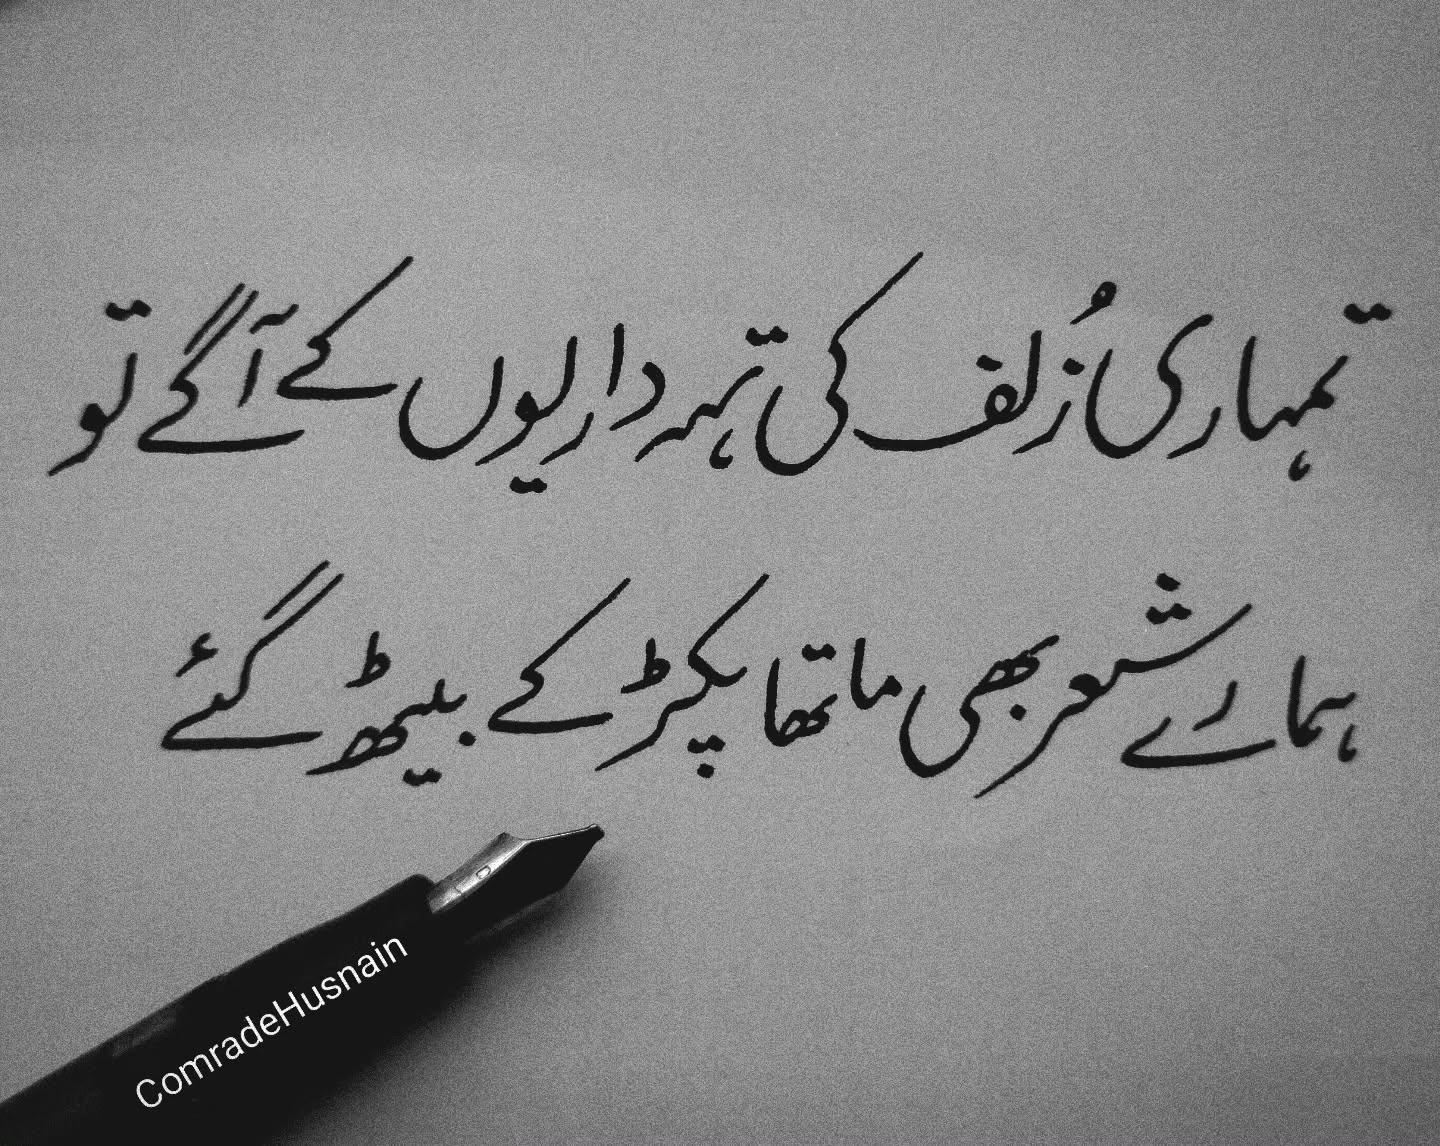 تمہاری زُلف کی تہہ داریوں کے آگے تو
ہمارے شعر بھی ماتھا پکڑ کے بیٹھ گئے
ComradeHusnain